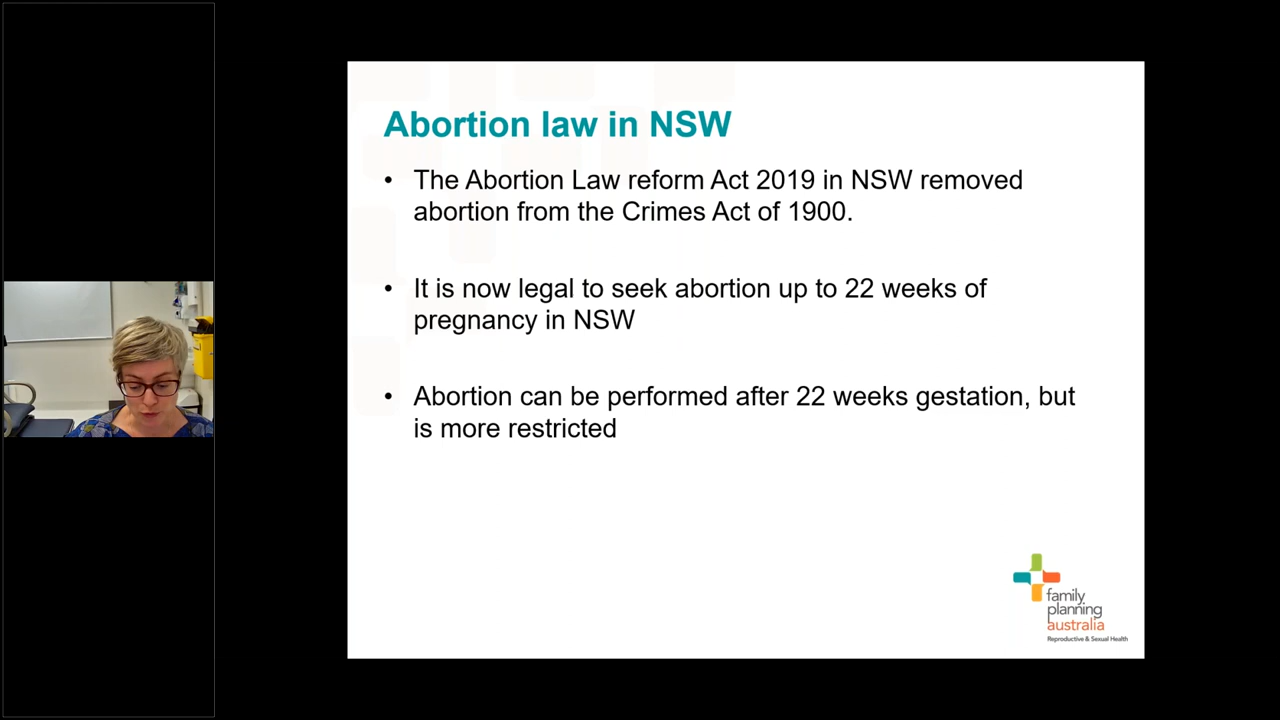 Abortion law in NSW
• The Abortion Law reform Act 2019 in NSW removed
abortion from the Crimes Act of 1900.
• It is now legal to seek abortion up to 22 weeks of
pregnancy in NSW
• Abortion can be performed after 22 weeks gestation, but
is more restricted
family
planning
australia
Reproductive & Sexual Health